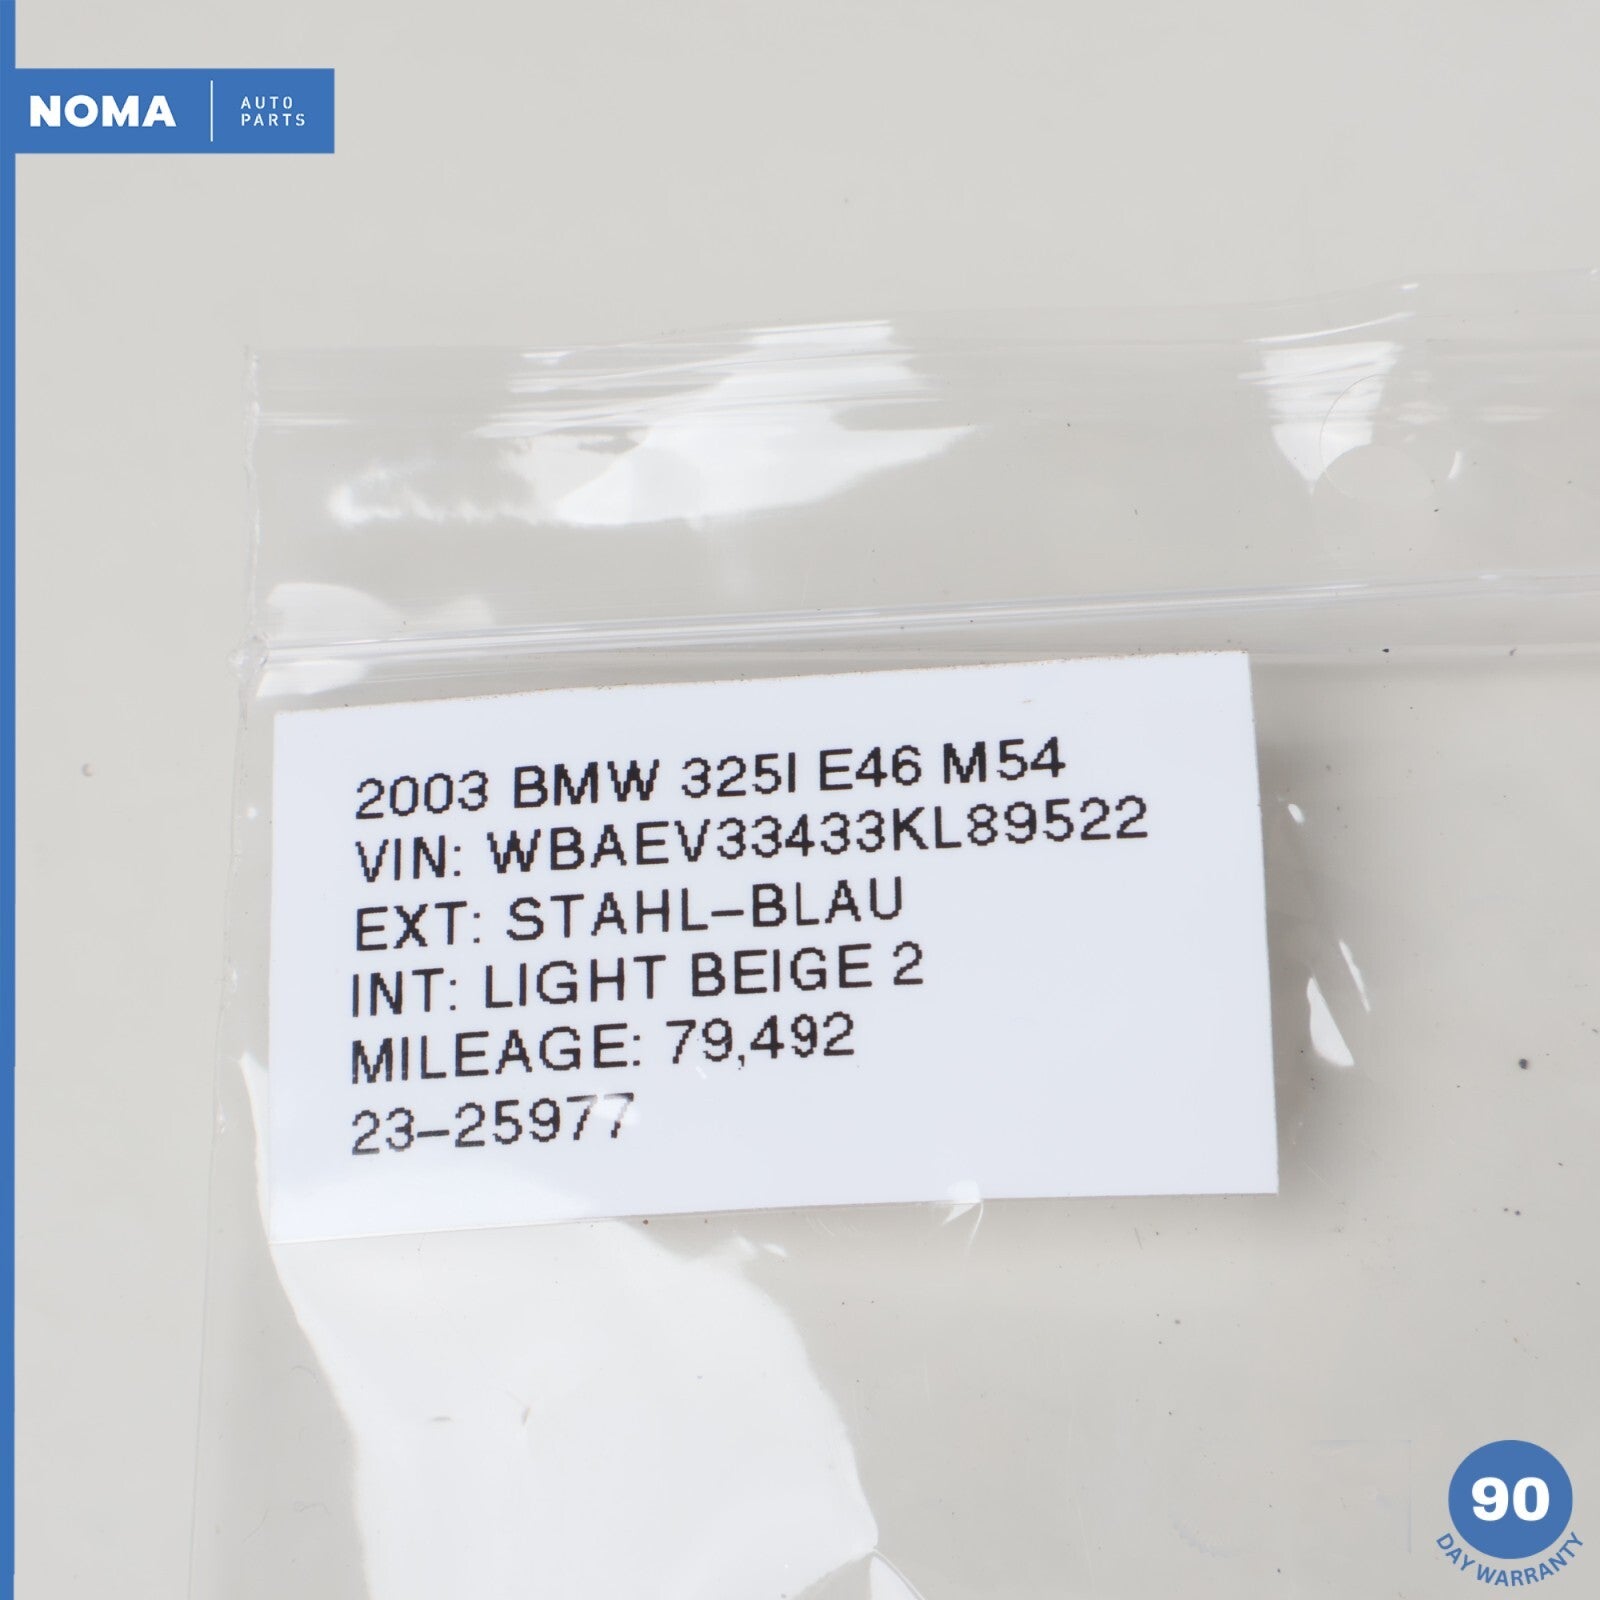 NOMA
AUTO
PARTS
2003 BMW 325I E46 M54
VIN: WBAEV33433KL89522
EXT: STAHL-BLAU
INT: LIGHT BEIGE 2
MILEAGE: 79,492
23-25977
90
DAY WARRANTY